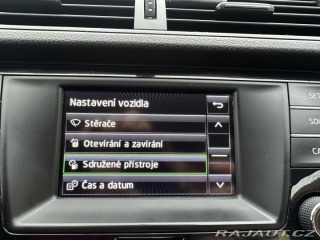 Nastavení vozidla
Stěrače
Otevírání a zavírání
Sdružené přístroje
Čas a datum
RAJAUT.CZ